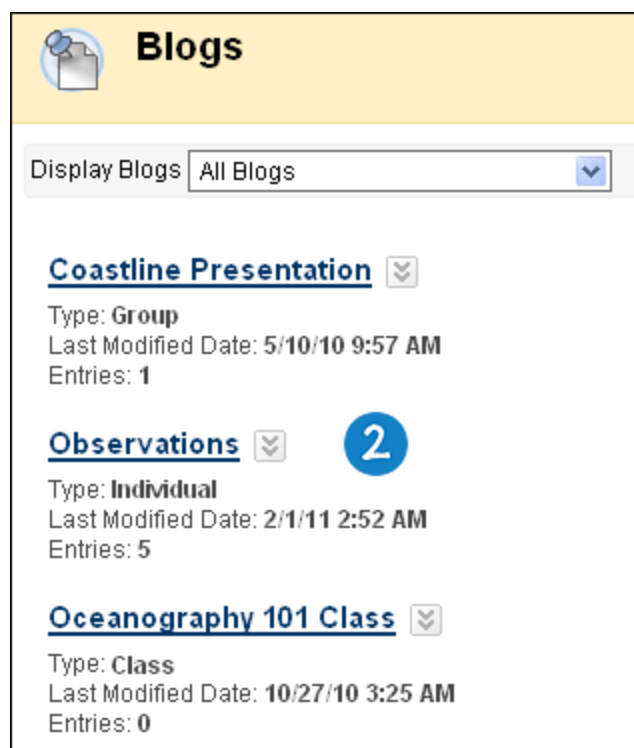 Blogs
Display Blogs All Blogs
Coastline Presentation
Type: Group
Last Modified Date: 5/10/10 9:57 AM
Entries: 1
Observations 2
Type: Individual
Last Modified Date: 2/1/11 2:52 AM
Entries: 5
Oceanography 101 Class
Type: Class
Last Modified Date: 10/27/10 3:25 AM
Entries: 0